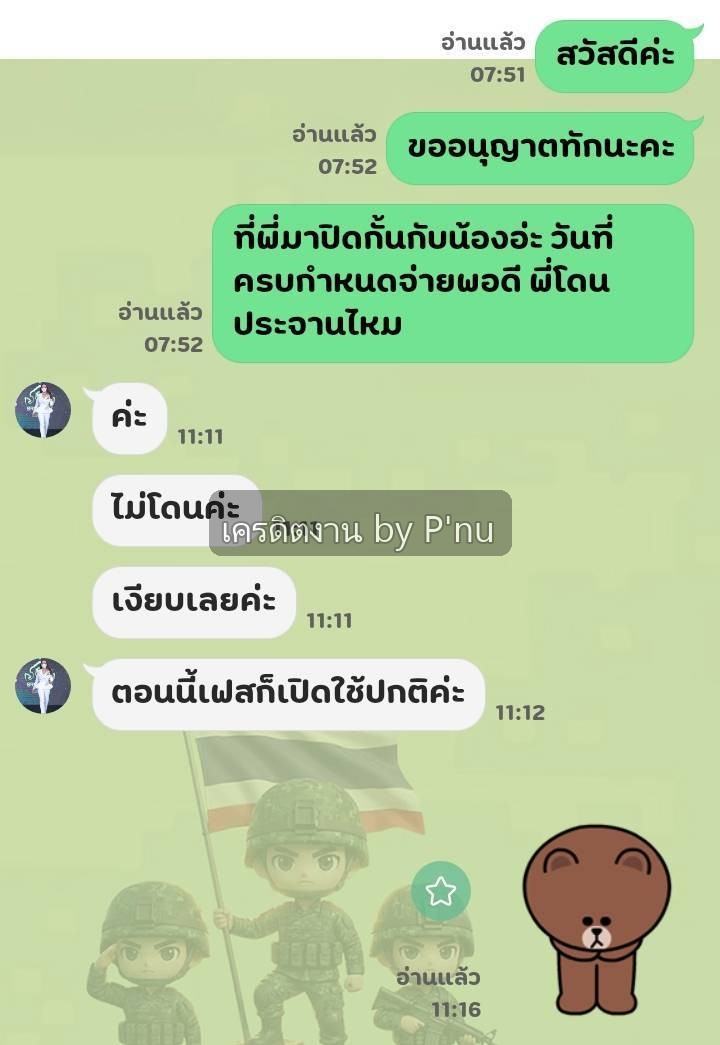 อ่านแล้ว
07:51
สวัสดีค่ะ
อ่านแล้ว
07:52
ขออนุญาตทักนะคะ
ที่พี่มาปิดกั้นกับน้องอ่ะ วันที่
ครบกำหนดจ่ายพอดี พี่โดน
ประจานไหม
อ่านแล้ว
07:52
ค่ะ
11:11
ไม่โดนค่ะ
เครดิตงาน by P'nu
เงียบเลยค่ะ
11:11
ตอนนี้เฟสก็เปิดใช้ปกติค่ะ
11:12
อ่านแล้ว
11:16